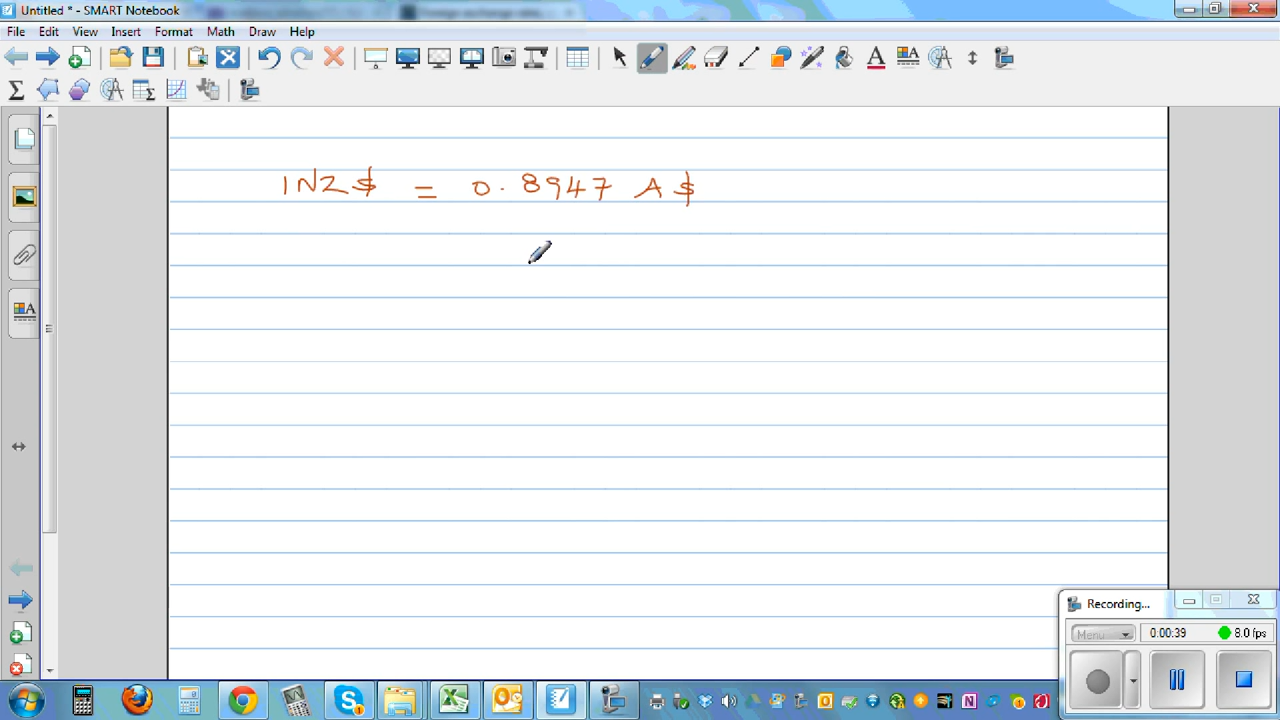 Untitled * - SMART Notebook
File Edit View Insert Format Math Draw Help
1NZ$ = 0.8947 A$
Recording...
Menu 0:00:39 8.0 fps